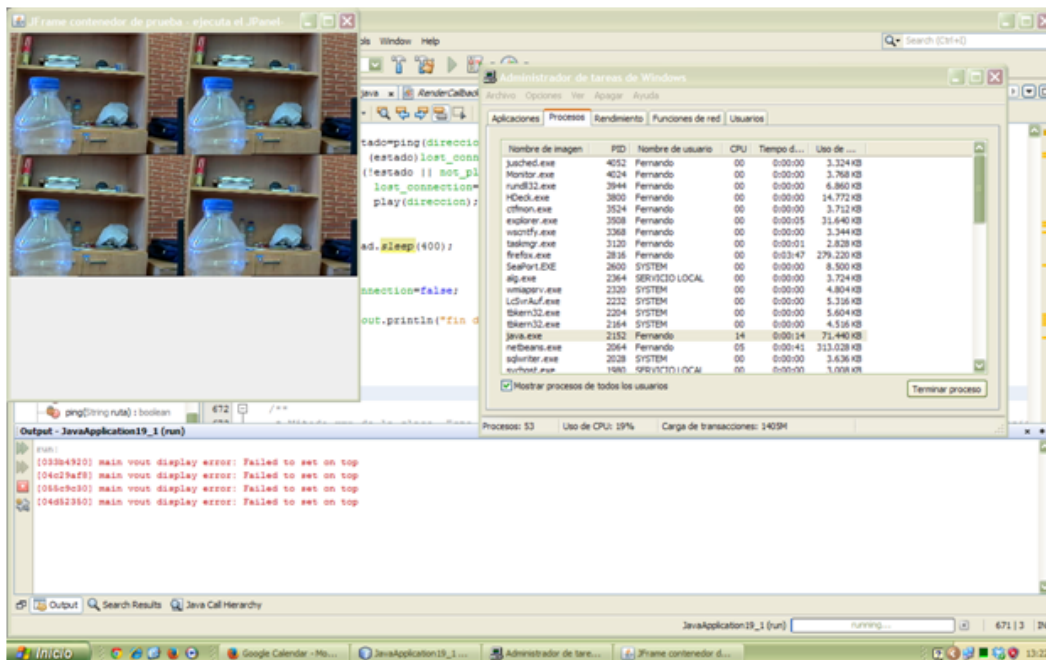 JFrame contenedor de prueba - ejecuta el JPanel-
ols Window Help
Search (Ctrl+I)
java
RenderCallback
tado=ping(direccio
(estado)lost_conn
(!estado || not_pl
lost_connection=
play(direccion);
ad.sleep(400);
nnection=false;
out.println("fin d
Administrador de tareas de Windows
Archivo Opciones Ver Apagar Ayuda
Aplicaciones Procesos Rendimiento Funciones de red Usuarios
Nombre de imagen PID Nombre de usuario CPU Tiempo d... Uso de ...
jusched.exe 4052 Fernando 00 0:00:00 3.324 KB
Monitor.exe 4024 Fernando 00 0:00:00 3.768 KB
rundll32.exe 3944 Fernando 00 0:00:00 6.860 KB
HDeck.exe 3800 Fernando 00 0:00:00 14.772 KB
ctfmon.exe 3524 Fernando 00 0:00:00 3.712 KB
explorer.exe 3508 Fernando 00 0:00:05 31.640 KB
wscntfy.exe 3368 Fernando 00 0:00:00 3.344 KB
taskmgr.exe 3120 Fernando 00 0:00:01 2.828 KB
firefox.exe 2816 Fernando 00 0:03:47 279.220 KB
SeaPort.EXE 2600 SYSTEM 00 0:00:00 8.500 KB
alg.exe 2364 SERVICIO LOCAL 00 0:00:00 3.724 KB
wmiapsrv.exe 2320 SYSTEM 00 0:00:00 4.804 KB
LcSvrAuf.exe 2232 SYSTEM 00 0:00:00 5.316 KB
tbkern32.exe 2204 SYSTEM 00 0:00:00 5.604 KB
tbkern32.exe 2164 SYSTEM 00 0:00:00 4.516 KB
java.exe 2152 Fernando 14 0:00:14 71.440 KB
netbeans.exe 2064 Fernando 05 0:00:41 313.028 KB
sqlwriter.exe 2028 SYSTEM 00 0:00:00 3.636 KB
svchost.exe 1980 SERVICIO LOCAL 00 0:00:00 3.008 KB
Mostrar procesos de todos los usuarios
Terminar proceso
Procesos: 53 Uso de CPU: 19% Carga de transacciones: 1405M
ping(String ruta) : boolean
672 /**
Output - JavaApplication19_1 (run)
run:
[033b4920] main vout display error: Failed to set on top
[04c29af8] main vout display error: Failed to set on top
[055c9c30] main vout display error: Failed to set on top
[04d52350] main vout display error: Failed to set on top
Output Search Results Java Call Hierarchy
JavaApplication19_1 (run) running... 671 | 3 IN
Inicio Google Calendar - Mo... JavaApplication19_1 ... Administrador de tare... JFrame contenedor d...